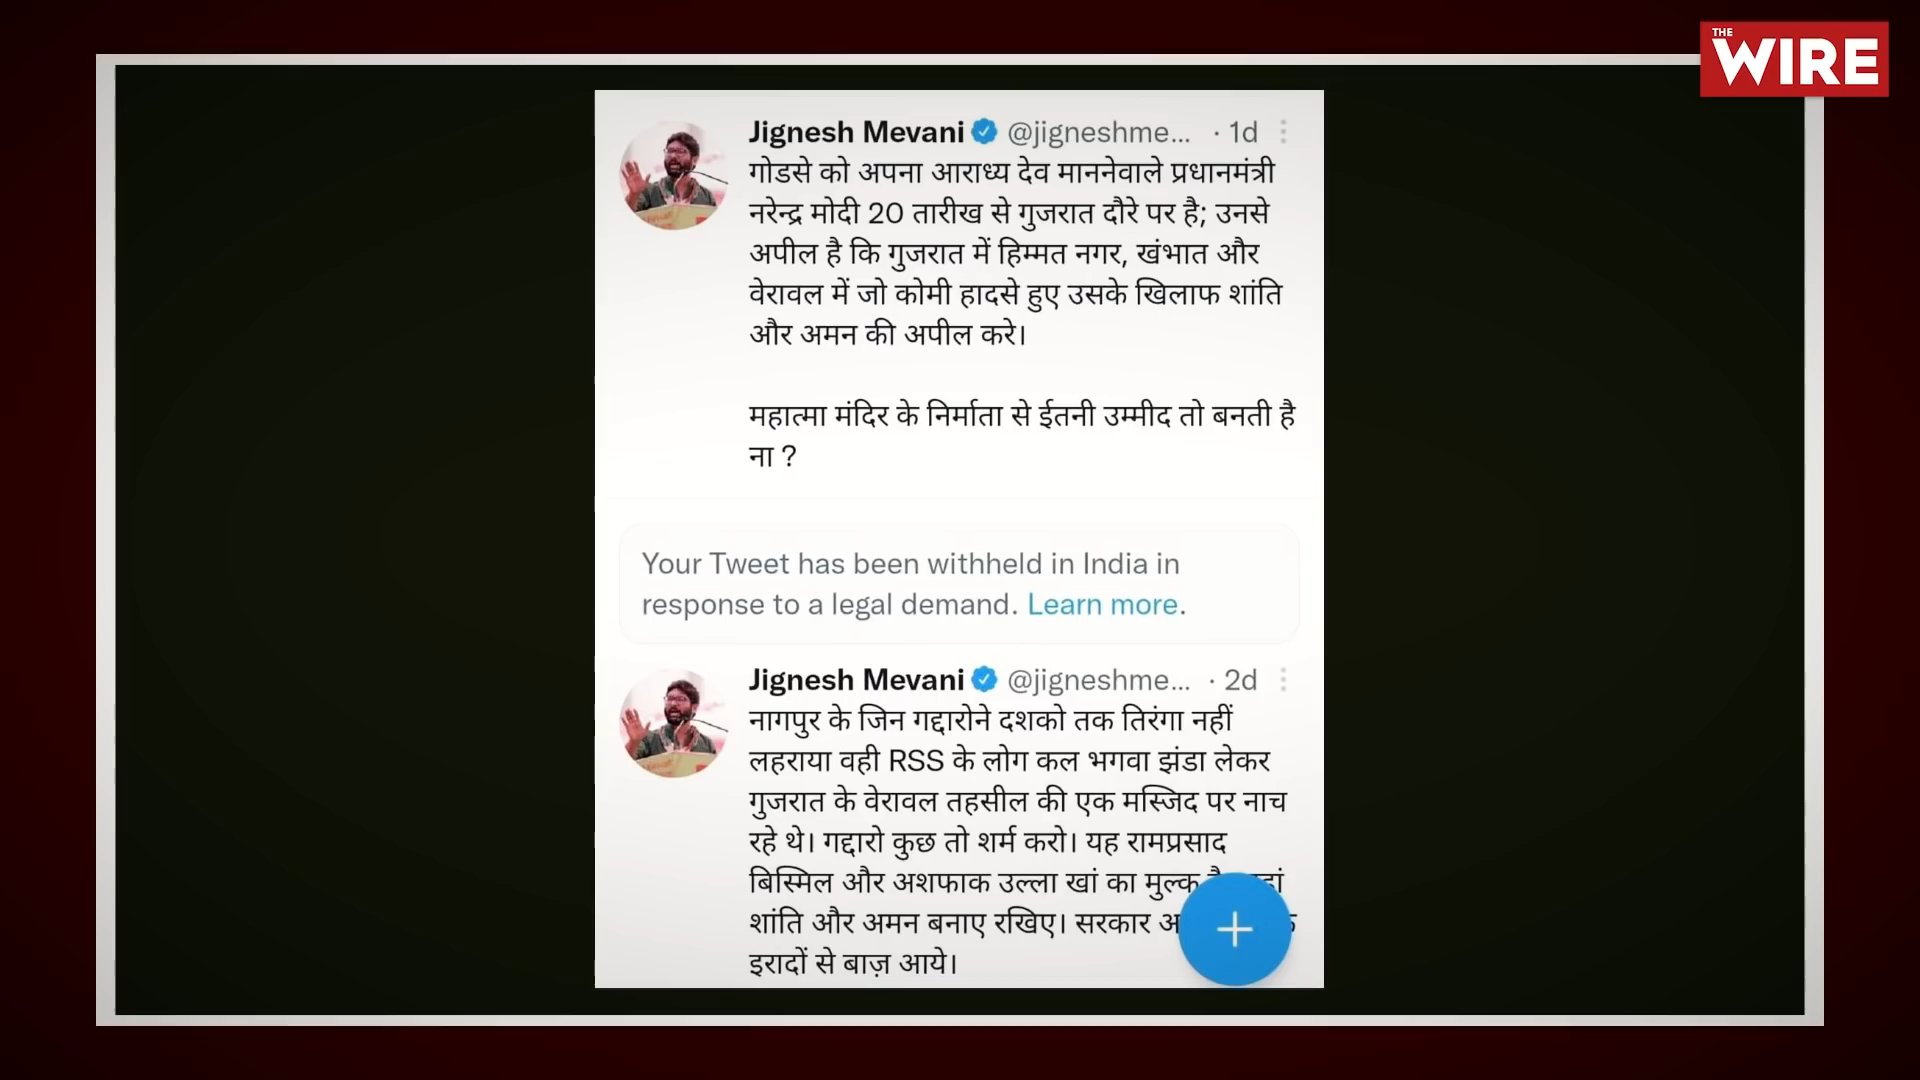 THE
WIRE
Jignesh Mevani @jigneshme... · 1d
गोडसे को अपना आराध्य देव माननेवाले प्रधानमंत्री
नरेन्द्र मोदी 20 तारीख से गुजरात दौरे पर है; उनसे
अपील है कि गुजरात में हिम्मत नगर, खंभात और
वेरावल में जो कोमी हादसे हुए उसके खिलाफ शांति
और अमन की अपील करे।
महात्मा मंदिर के निर्माता से ईतनी उम्मीद तो बनती है
ना ?
Your Tweet has been withheld in India in
response to a legal demand. Learn more.
Jignesh Mevani @jigneshme... · 2d
नागपुर के जिन गद्दारोने दशको तक तिरंगा नहीं
लहराया वही RSS के लोग कल भगवा झंडा लेकर
गुजरात के वेरावल तहसील की एक मस्जिद पर नाच
रहे थे। गद्दारो कुछ तो शर्म करो। यह रामप्रसाद
बिस्मिल और अशफाक उल्ला खां का मुल्क
शांति और अमन बनाए रखिए। सरकार
इरादों से बाज़ आये।